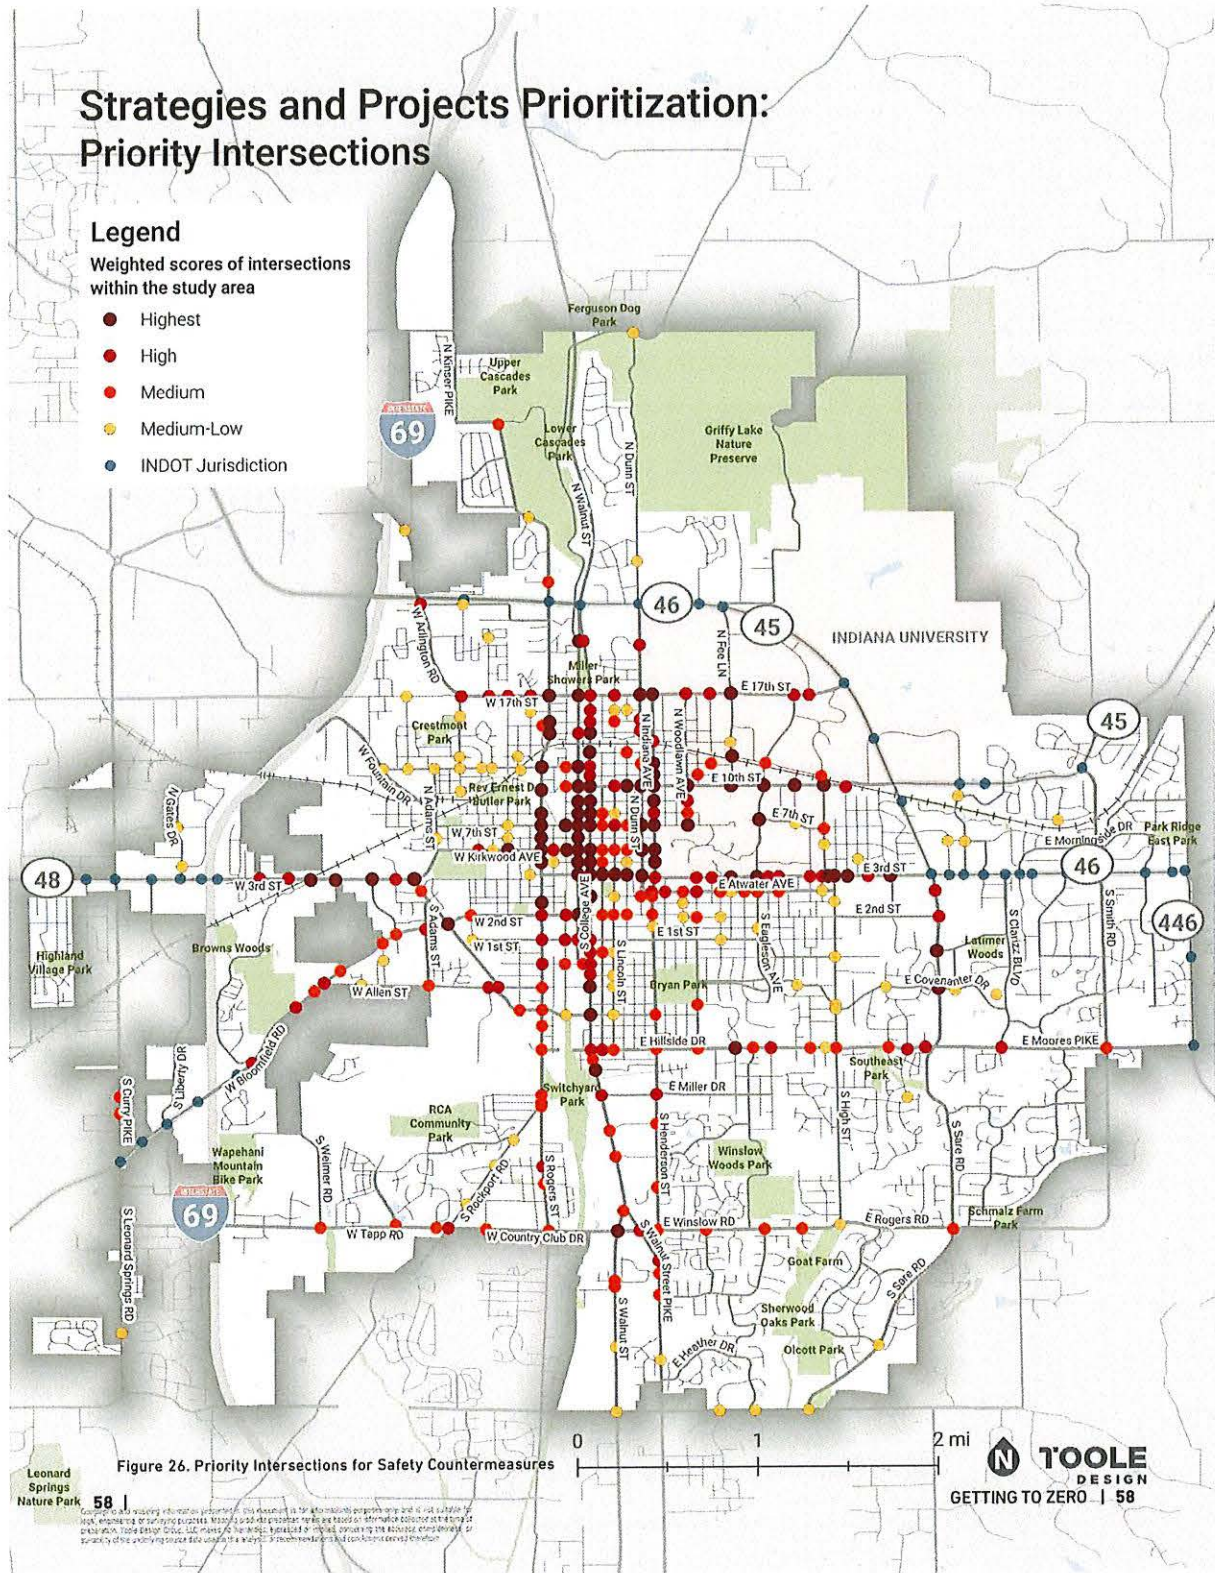 Strategies and Projects Prioritization:
Priority Intersections
Legend
Weighted scores of intersections
within the study area
Highest
High
Medium
Medium-Low
INDOT Jurisdiction
Ferguson Dog
Park
N Kinser PIKE
Upper
Cascades
Park
INTERSTATE
69
Lower
Cascades
Park
N Dunn ST
Griffy Lake
Nature
Preserve
N Walnut ST
46
45
W Arlington RD
N Fee LN
INDIANA UNIVERSITY
Miller
Showers Park
E 17th ST
W 17th ST
Crestmont
Park
N Indiana AVE
N Woodlawn AVE
45
W Fountain DR
E 10th ST
Rev Ernest D
Butler Park
N Gates DR
N Adams ST
N Dunn ST
E 7th ST
W 7th ST
E Morningside DR
Park Ridge
East Park
W Kirkwood AVE
48
W 3rd ST
E 3rd ST
46
E Atwater AVE
S College AVE
S Adams ST
W 2nd ST
E 2nd ST
446
Browns Woods
W 1st ST
E 1st ST
S Lincoln ST
S Eagleson AVE
Latimer
Woods
S Clarizz BLVD
S Smith RD
Highland
Village Park
W Allen ST
Bryan Park
E Covenanter DR
E Hillside DR
E Moores PIKE
W Bloomfield RD
S Liberty DR
Southeast
Park
S Curry PIKE
Switchyard
Park
E Miller DR
RCA
Community
Park
S High ST
S Henderson ST
Wapehani
Mountain
Bike Park
S Weimer RD
Winslow
Woods Park
S Sare RD
S Rockport RD
S Rogers ST
INTERSTATE
69
S Leonard Springs RD
W Tapp RD
W Country Club DR
E Winslow RD
E Rogers RD
Schmalz Farm
Park
S Walnut Street PIKE
Goat Farm
S Sare RD
Sherwood
Oaks Park
S Walnut ST
E Heather DR
Olcott Park
0 1 2 mi
Figure 26. Priority Intersections for Safety Countermeasures
N
TOOLE
DESIGN
Leonard
Springs
Nature Park
58 |
GETTING TO ZERO | 58